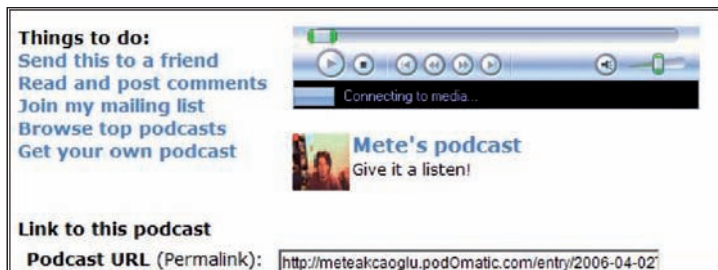 Things to do:
Send this to a friend
Read and post comments
Join my mailing list
Browse top podcasts
Get your own podcast
Connecting to media...
Mete's podcast
Give it a listen!
Link to this podcast
Podcast URL (Permalink): http://meteakcaoglu.podOmatic.com/entry/2006-04-02